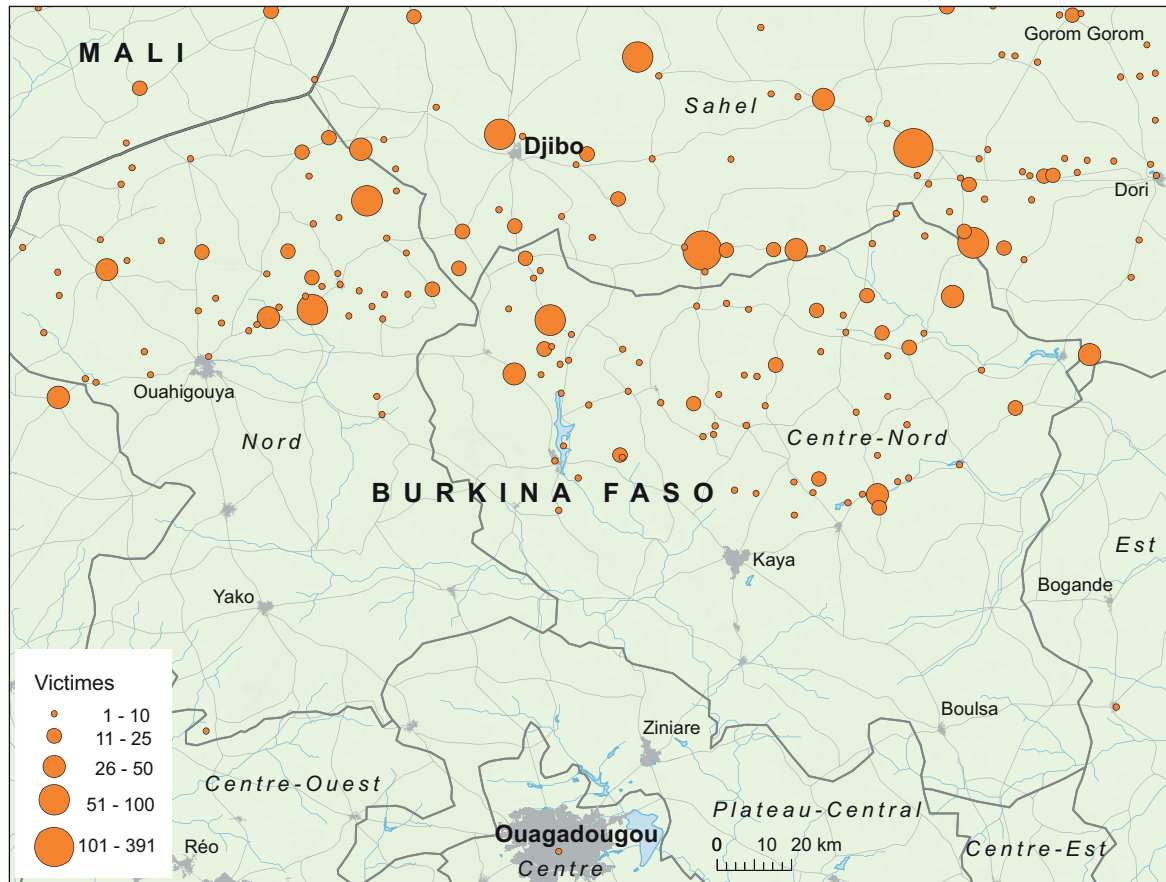 Gorom Gorom
MALI
Sahel
Djibo
Dori
Ouahigouya
Nord
Centre-Nord
BURKINA FASO
Est
Kaya
Bogande
Yako
Victimes
1 - 10
11 - 25
26 - 50
51 - 100
101 - 391
Boulsa
Ziniare
Centre-Ouest
Plateau-Central
Ouagadougou
Réo
Centre
0 10 20 km
Centre-Est